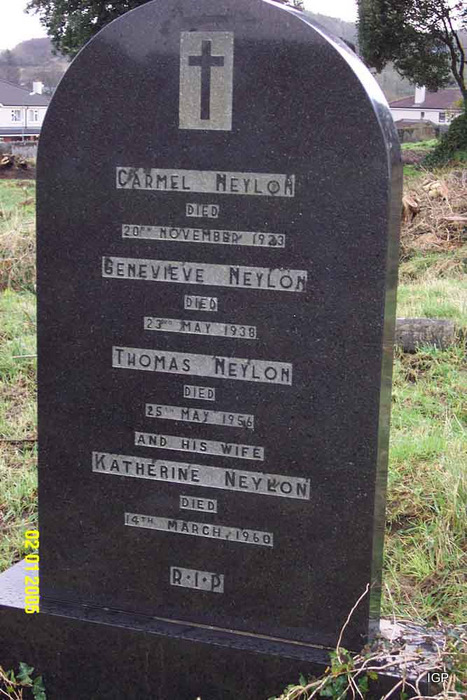 CARMEL NEYLON
DIED
20TH NOVEMBER 1923
GENEVIEVE NEYLON
DIED
23RD MAY 1938
THOMAS NEYLON
DIED
25TH MAY 1956
AND HIS WIFE
KATHERINE NEYLON
DIED
14TH MARCH, 1960
R·I·P
02.01.2006
IGP